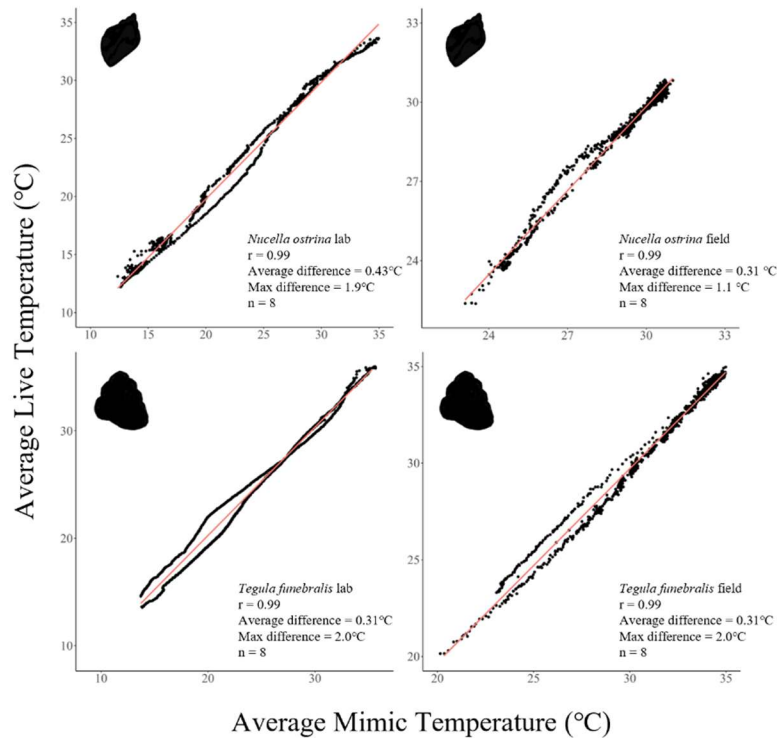 Average Live Temperature (°C)
35
30
25
20
15
10
10
15
20
25
30
35
Nucella ostrina lab
r = 0.99
Average difference = 0.43°C
Max difference = 1.9°C
n = 8
33
30
27
24
24
27
30
33
Nucella ostrina field
r = 0.99
Average difference = 0.31 °C
Max difference = 1.1 °C
n = 8
30
20
10
10
20
30
Tegula funebralis lab
r = 0.99
Average difference = 0.31°C
Max difference = 2.0°C
n = 8
35
30
25
20
20
25
30
35
Tegula funebralis field
r = 0.99
Average difference = 0.31°C
Max difference = 2.0°C
n = 8
Average Mimic Temperature (°C)